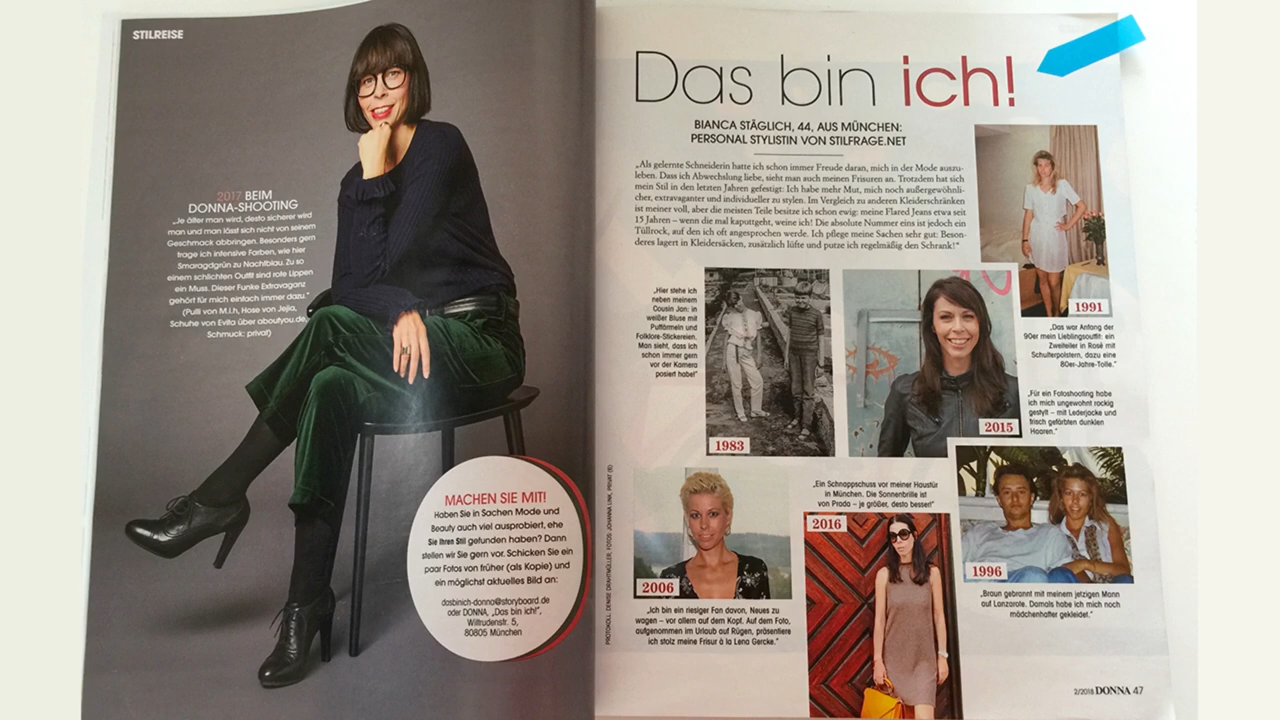 STILREISE
2017 BEIM
DONNA-SHOOTING
„Je älter man wird, desto sicherer wird
man und man lässt sich nicht von seinem
Geschmack abbringen. Besonders gern
trage ich intensive Farben, wie hier
Smaragdgrün zu Nachtblau. Zu so
einem schlichten Outfit sind rote Lippen
ein Muss. Dieser Funke Extravaganz
gehört für mich einfach immer dazu.“
(Pulli von M.i.h, Hose von Jejia,
Schuhe von Evita über aboutyou.de,
Schmuck: privat)
MACHEN SIE MIT!
Haben Sie in Sachen Mode und
Beauty auch viel ausprobiert, ehe
Sie Ihren Stil gefunden haben? Dann
stellen wir Sie gern vor. Schicken Sie ein
paar Fotos von früher (als Kopie) und
ein möglichst aktuelles Bild an:
dasbinich-donna@storyboard.de
oder DONNA, „Das bin ich!“,
Wiltrudenstr. 5,
80805 München
Das bin ich!
BIANCA STÄGLICH, 44, AUS MÜNCHEN:
PERSONAL STYLISTIN VON STILFRAGE.NET
„Als gelernte Schneiderin hatte ich schon immer Freude daran, mich in der Mode auszu-
leben. Dass ich Abwechslung liebe, sieht man auch meinen Frisuren an. Trotzdem hat sich
mein Stil in den letzten Jahren gefestigt: Ich habe mehr Mut, mich noch außergewöhnli-
cher, extravaganter und individueller zu stylen. Im Vergleich zu anderen Kleiderschränken
ist meiner voll, aber die meisten Teile besitze ich schon ewig: meine Flared Jeans etwa seit
15 Jahren – wenn die mal kaputtgeht, weine ich! Die absolute Nummer eins ist jedoch ein
Tüllrock, auf den ich oft angesprochen werde. Ich pflege meine Sachen sehr gut: Beson-
deres lagert in Kleidersäcken, zusätzlich lüfte und putze ich regelmäßig den Schrank!“
1991
„Das war Anfang der
90er mein Lieblingsoutfit: ein
Zweiteiler in Rosé mit
Schulterpolstern, dazu eine
80er-Jahre-Tolle.“
„Hier stehe ich
neben meinem
Cousin Jan: in
weißer Bluse mit
Puffärmeln und
Folklore-Stickereien.
Man sieht, dass ich
schon immer gern
vor der Kamera
posiert habe!“
1983
2015
„Für ein Fotoshooting habe
ich mich ungewohnt rockig
gestylt – mit Lederjacke und
frisch gefärbten dunklen
Haaren.“
PROTOKOLL: DENISE DRAHTMÜLLER; FOTOS: JOHANNA LINK, PRIVAT (6)
2006
„Ich bin ein riesiger Fan davon, Neues zu
wagen – vor allem auf dem Kopf. Auf dem Foto,
aufgenommen im Urlaub auf Rügen, präsentiere
ich stolz meine Frisur à la Lena Gercke.“
„Ein Schnappschuss vor meiner Haustür
in München. Die Sonnenbrille ist
von Prada – je größer, desto besser!“
2016
1996
„Braun gebrannt mit meinem jetzigen Mann
auf Lanzarote. Damals habe ich mich noch
mädchenhafter gekleidet.“
2/2018 DONNA 47